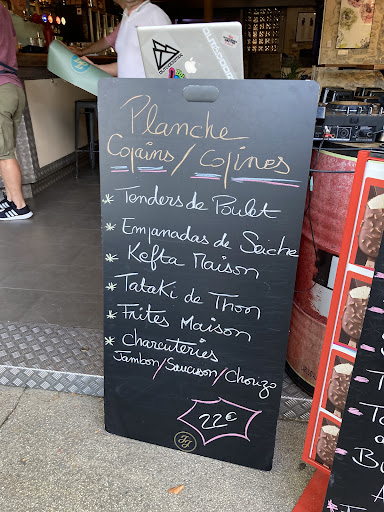 Planche
Copains / Copines
* Tenders de Poulet
* Empanadas de Seiche
* Kefta Maison
* Tataki de Thon
* Frites Maison
* Charcuteries
Jambon/Saucisson/Chorizo
22€